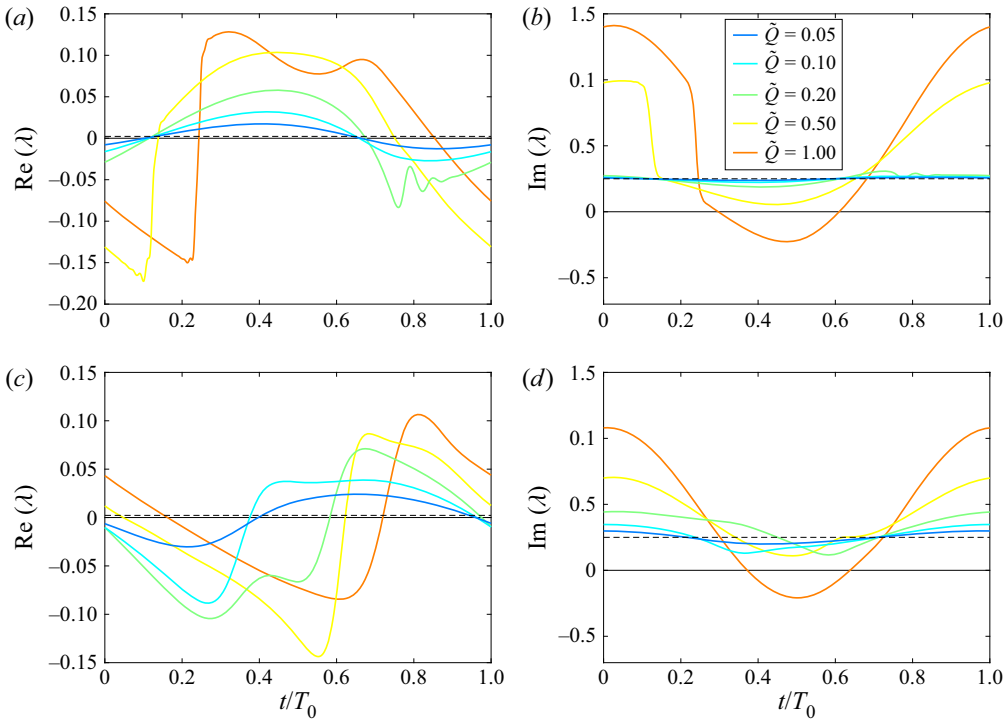 (a)
0.15
0.10
0.05
0
–0.05
–0.10
–0.15
–0.20
Re (λ)
0 0.2 0.4 0.6 0.8 1.0
(b)
1.5
1.0
0.1
0
–0.5
Im (λ)
0 0.2 0.4 0.6 0.8 1.0
Q̃ = 0.05
Q̃ = 0.10
Q̃ = 0.20
Q̃ = 0.50
Q̃ = 1.00
(c)
0.15
0.10
0.05
0
–0.05
–0.10
–0.15
Re (λ)
0 0.2 0.4 0.6 0.8 1.0
t/T₀
(d)
1.5
1.0
0.1
0
–0.5
Im (λ)
0 0.2 0.4 0.6 0.8 1.0
t/T₀